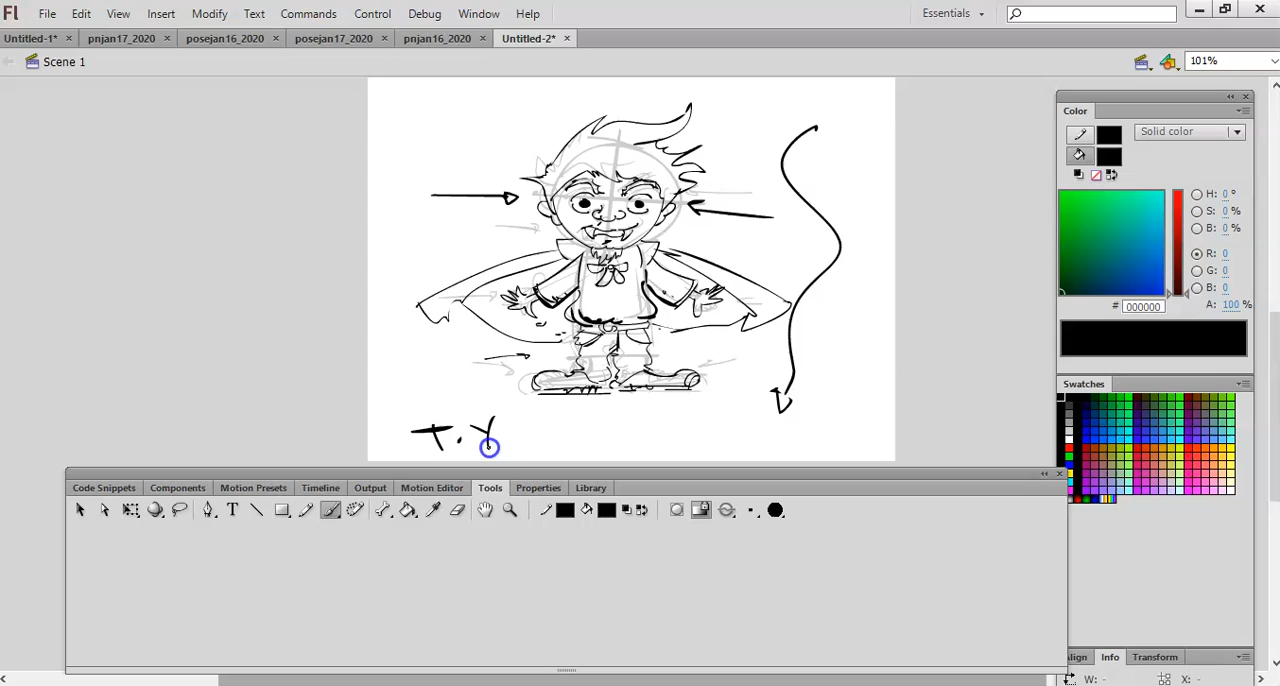 Fl File Edit View Insert Modify Text Commands Control Debug Window Help Essentials
Untitled-1* × pnjan17_2020 × posejan16_2020 × posejan17_2020 × pnjan16_2020 × Untitled-2* ×
Scene 1 101%
Color
Solid color
H: 0 °
S: 0 %
B: 0 %
R: 0
G: 0
B: 0
# 000000 A: 100 %
Swatches
T. Y
Code Snippets Components Motion Presets Timeline Output Motion Editor Tools Properties Library
Align Info Transform
W: - X: -